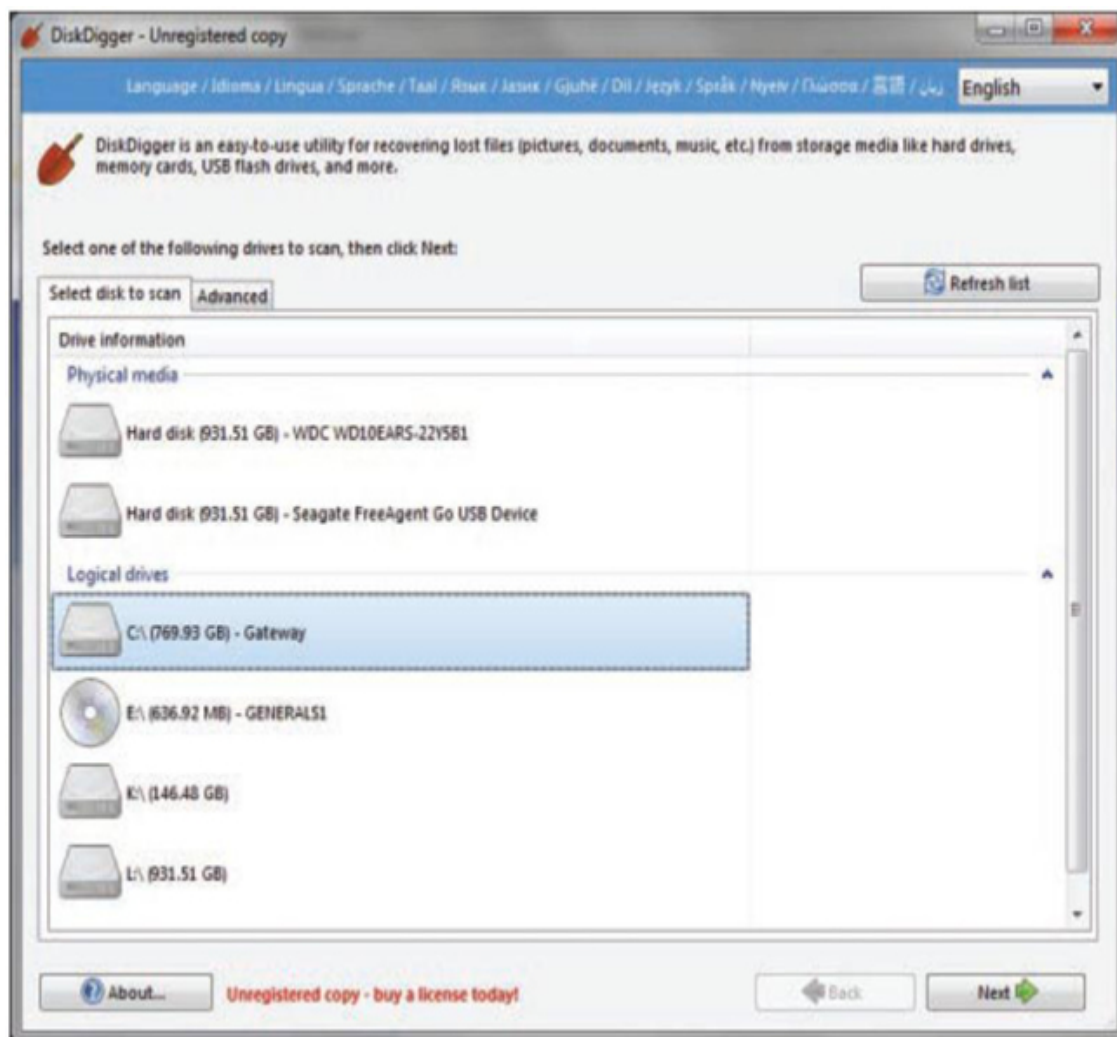 DiskDigger - Unregistered copy
Language / Idioma / Lingua / Sprache / Taal / Язык / Јазик / Gjuhë / Dil / Język / Språk / Nyelv / Γλώσσα / 言語 / زبان
English
DiskDigger is an easy-to-use utility for recovering lost files (pictures, documents, music, etc.) from storage media like hard drives,
memory cards, USB flash drives, and more.
Select one of the following drives to scan, then click Next:
Refresh list
Select disk to scan
Advanced
Drive information
Physical media
Hard disk (931.51 GB) - WDC WD10EARS-22Y5B1
Hard disk (931.51 GB) - Seagate FreeAgent Go USB Device
Logical drives
C:\ (769.93 GB) - Gateway
E:\ (636.92 MB) - GENERALS1
K:\ (146.48 GB)
L:\ (931.51 GB)
About...
Unregistered copy - buy a license today!
Back
Next